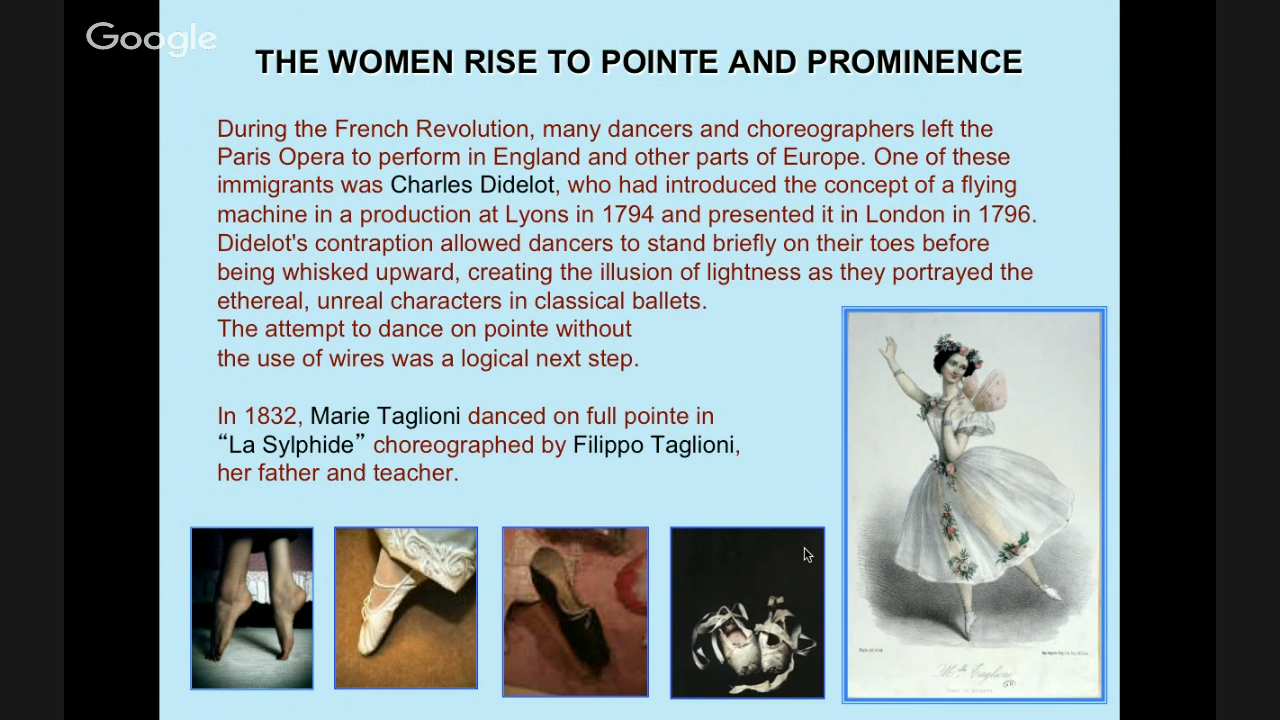 Google
THE WOMEN RISE TO POINTE AND PROMINENCE
During the French Revolution, many dancers and choreographers left the
Paris Opera to perform in England and other parts of Europe. One of these
immigrants was Charles Didelot, who had introduced the concept of a flying
machine in a production at Lyons in 1794 and presented it in London in 1796.
Didelot's contraption allowed dancers to stand briefly on their toes before
being whisked upward, creating the illusion of lightness as they portrayed the
ethereal, unreal characters in classical ballets.
The attempt to dance on pointe without
the use of wires was a logical next step.
In 1832, Marie Taglioni danced on full pointe in
“La Sylphide” choreographed by Filippo Taglioni,
her father and teacher.